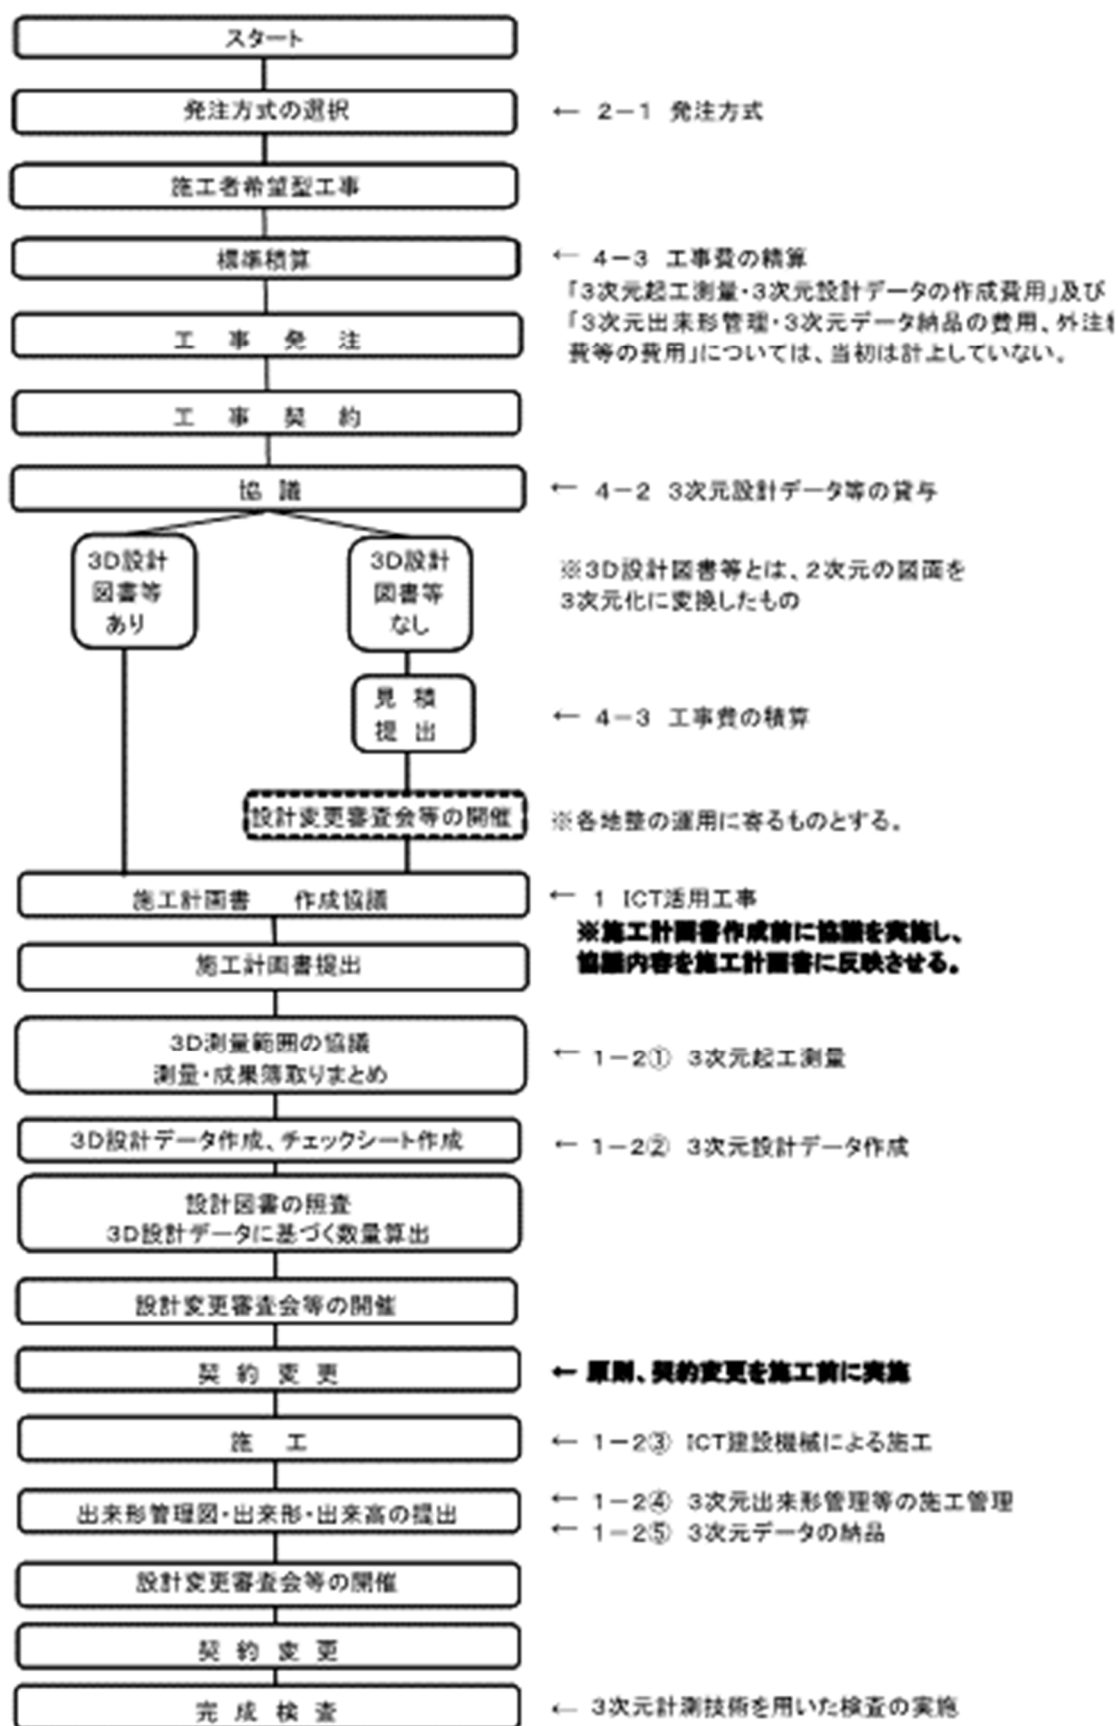 スタート
発注方式の選択
← 2-1 発注方式
施工者希望型工事
標準積算
← 4-3 工事費の積算
「3次元起工測量・3次元設計データの作成費用」及び
「3次元出来形管理・3次元データ納品の費用、外注
費等の費用」については、当初は計上していない。
工 事 発 注
工 事 契 約
協 議
← 4-2 3次元設計データ等の貸与
3D設計
図書等
あり
3D設計
図書等
なし
※3D設計図書等とは、2次元の図面を
3次元化に変換したもの
見 積
提 出
← 4-3 工事費の積算
設計変更審査会等の開催
※各地整の運用に寄るものとする。
施工計画書 作成協議
← 1 ICT活用工事
※施工計画書作成前に協議を実施し、
協議内容を施工計画書に反映させる。
施工計画書提出
3D測量範囲の協議
測量・成果簿取りまとめ
← 1-2① 3次元起工測量
3D設計データ作成、チェックシート作成
← 1-2② 3次元設計データ作成
設計図書の照査
3D設計データに基づく数量算出
設計変更審査会等の開催
契 約 変 更
← 原則、契約変更を施工前に実施
施 工
← 1-2③ ICT建設機械による施工
出来形管理図・出来形・出来高の提出
← 1-2④ 3次元出来形管理等の施工管理
← 1-2⑤ 3次元データの納品
設計変更審査会等の開催
契 約 変 更
完 成 検 査
← 3次元計測技術を用いた検査の実施